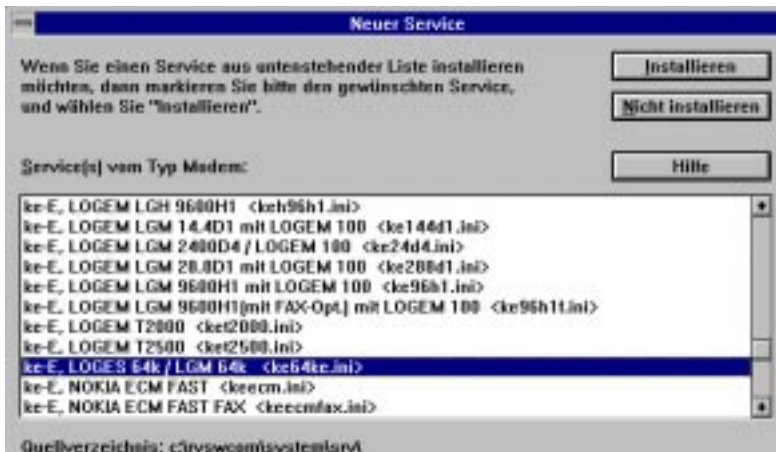 Neuer Service
Wenn Sie einen Service aus untenstehender Liste installieren
möchten, dann markieren Sie bitte den gewünschten Service,
und wählen Sie "Installieren".
Installieren
Nicht installieren
Service(s) vom Typ Modem:
Hilfe
ke-E, LOGEM LGH 9600H1 <keh96h1.ini>
ke-E, LOGEM LGM 14.4D1 mit LOGEM 100 <ke144d1.ini>
ke-E, LOGEM LGM 2400D4 / LOGEM 100 <ke24d4.ini>
ke-E, LOGEM LGM 28.8D1 mit LOGEM 100 <ke288d1.ini>
ke-E, LOGEM LGM 9600H1 mit LOGEM 100 <ke96h1.ini>
ke-E, LOGEM LGM 9600H1(mit FAX-Opt.) mit LOGEM 100 <ke96h1f.ini>
ke-E, LOGEM T2000 <ket2000.ini>
ke-E, LOGEM T2500 <ket2500.ini>
ke-E, LOGES 64k / LGM 64k <ke64ke.ini>
ke-E, NOKIA ECM FAST <keecm.ini>
ke-E, NOKIA ECM FAST FAX <keecmfax.ini>
Quellverzeichnis: c:\rvswcom\system\srv\